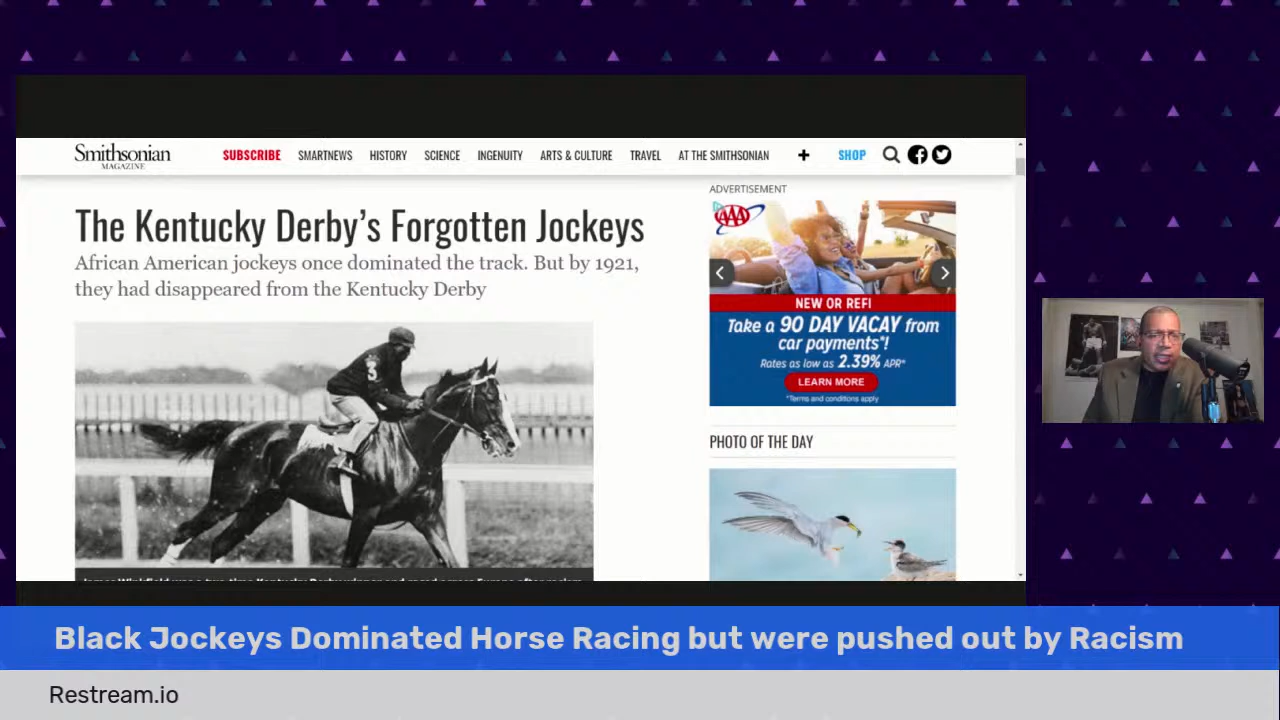 Smithsonian
MAGAZINE
SUBSCRIBE SMARTNEWS HISTORY SCIENCE INGENUITY ARTS & CULTURE TRAVEL AT THE SMITHSONIAN + SHOP
The Kentucky Derby's Forgotten Jockeys
African American jockeys once dominated the track. But by 1921,
they had disappeared from the Kentucky Derby
3
ADVERTISEMENT
AAA
NEW OR REFI
Take a 90 DAY VACAY from
car payments*!
Rates as low as 2.39% APR*
LEARN MORE
*Terms and conditions apply
PHOTO OF THE DAY
Black Jockeys Dominated Horse Racing but were pushed out by Racism
Restream.io